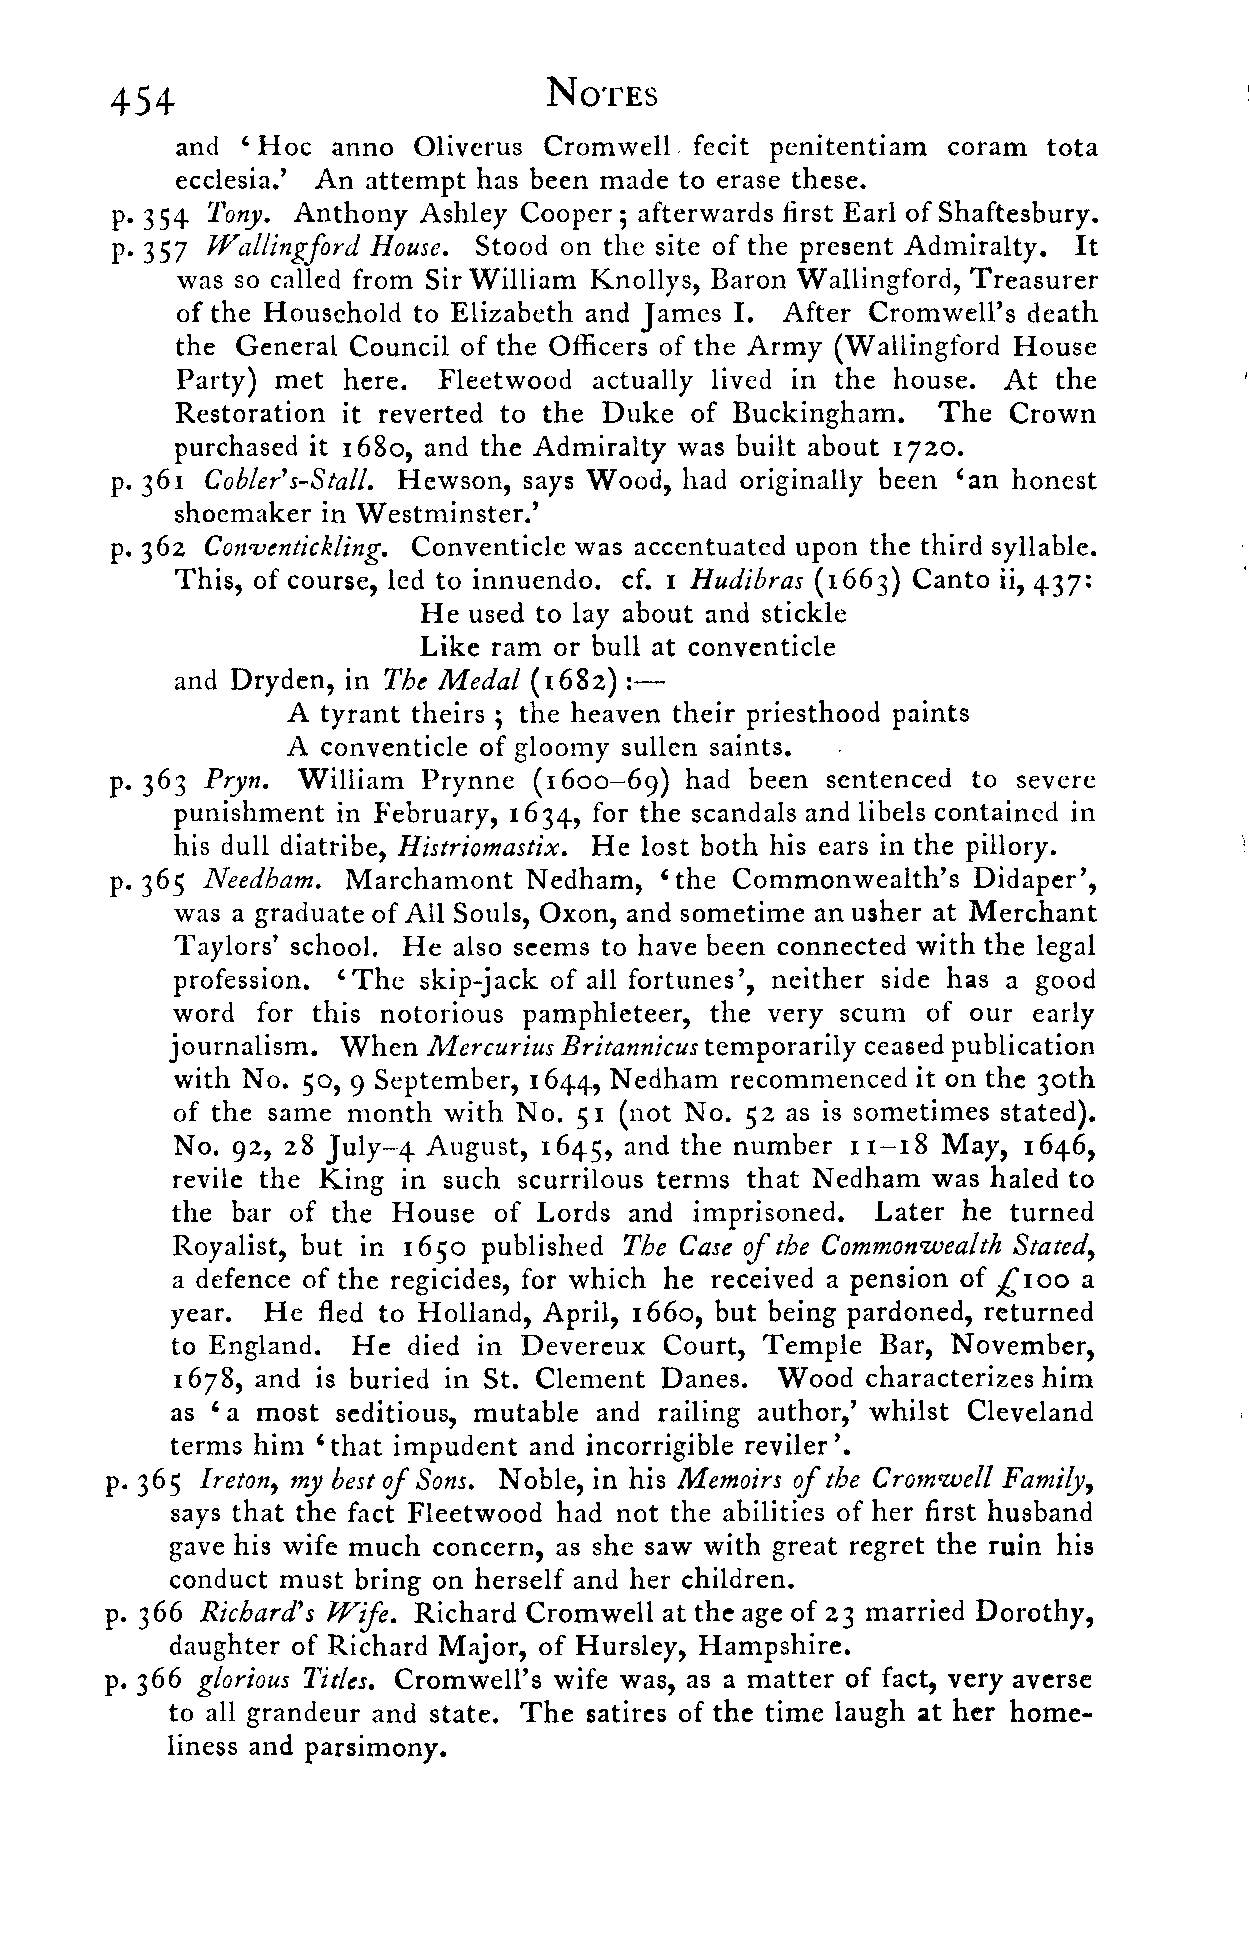 454 NOTES
and ‘Hoc anno Oliverus Cromwell fecit penitentiam coram tota
ecclesia.’ An attempt has been made to erase these.
p. 354 Tony. Anthony Ashley Cooper; afterwards first Earl of Shaftesbury.
p. 357 Wallingford House. Stood on the site of the present Admiralty. It
was so called from Sir William Knollys, Baron Wallingford, Treasurer
of the Household to Elizabeth and James I. After Cromwell’s death
the General Council of the Officers of the Army (Wallingford House
Party) met here. Fleetwood actually lived in the house. At the
Restoration it reverted to the Duke of Buckingham. The Crown
purchased it 1680, and the Admiralty was built about 1720.
p. 361 Cobler’s-Stall. Hewson, says Wood, had originally been ‘an honest
shoemaker in Westminster.’
p. 362 Conventickling. Conventicle was accentuated upon the third syllable.
This, of course, led to innuendo. cf. 1 Hudibras (1663) Canto ii, 437:
He used to lay about and stickle
Like ram or bull at conventicle
and Dryden, in The Medal (1682) :—
A tyrant theirs ; the heaven their priesthood paints
A conventicle of gloomy sullen saints.
p. 363 Pryn. William Prynne (1600–69) had been sentenced to severe
punishment in February, 1634, for the scandals and libels contained in
his dull diatribe, Histriomastix. He lost both his ears in the pillory.
p. 365 Needham. Marchamont Nedham, ‘the Commonwealth’s Didaper’,
was a graduate of All Souls, Oxon, and sometime an usher at Merchant
Taylors’ school. He also seems to have been connected with the legal
profession. ‘The skip-jack of all fortunes’, neither side has a good
word for this notorious pamphleteer, the very scum of our early
journalism. When Mercurius Britannicus temporarily ceased publication
with No. 50, 9 September, 1644, Nedham recommenced it on the 30th
of the same month with No. 51 (not No. 52 as is sometimes stated).
No. 92, 28 July–4 August, 1645, and the number 11–18 May, 1646,
revile the King in such scurrilous terms that Nedham was haled to
the bar of the House of Lords and imprisoned. Later he turned
Royalist, but in 1650 published The Case of the Commonwealth Stated,
a defence of the regicides, for which he received a pension of £100 a
year. He fled to Holland, April, 1660, but being pardoned, returned
to England. He died in Devereux Court, Temple Bar, November,
1678, and is buried in St. Clement Danes. Wood characterizes him
as ‘a most seditious, mutable and railing author,’ whilst Cleveland
terms him ‘that impudent and incorrigible reviler’.
p. 365 Ireton, my best of Sons. Noble, in his Memoirs of the Cromwell Family,
says that the fact Fleetwood had not the abilities of her first husband
gave his wife much concern, as she saw with great regret the ruin his
conduct must bring on herself and her children.
p. 366 Richard’s Wife. Richard Cromwell at the age of 23 married Dorothy,
daughter of Richard Major, of Hursley, Hampshire.
p. 366 glorious Titles. Cromwell’s wife was, as a matter of fact, very averse
to all grandeur and state. The satires of the time laugh at her home-
liness and parsimony.